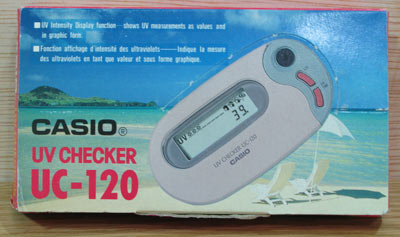 ■UV Intensity Display function - shows UV measurements as values and
in graphic form.
■Fonction affichage d'intensité des ultraviolets — Indique la mesure
des ultraviolets en tant que valeur et sous forme graphique.
CASIO®
UV CHECKER
UC-120
39
UV
UV CHECKER UC-120
CASIO